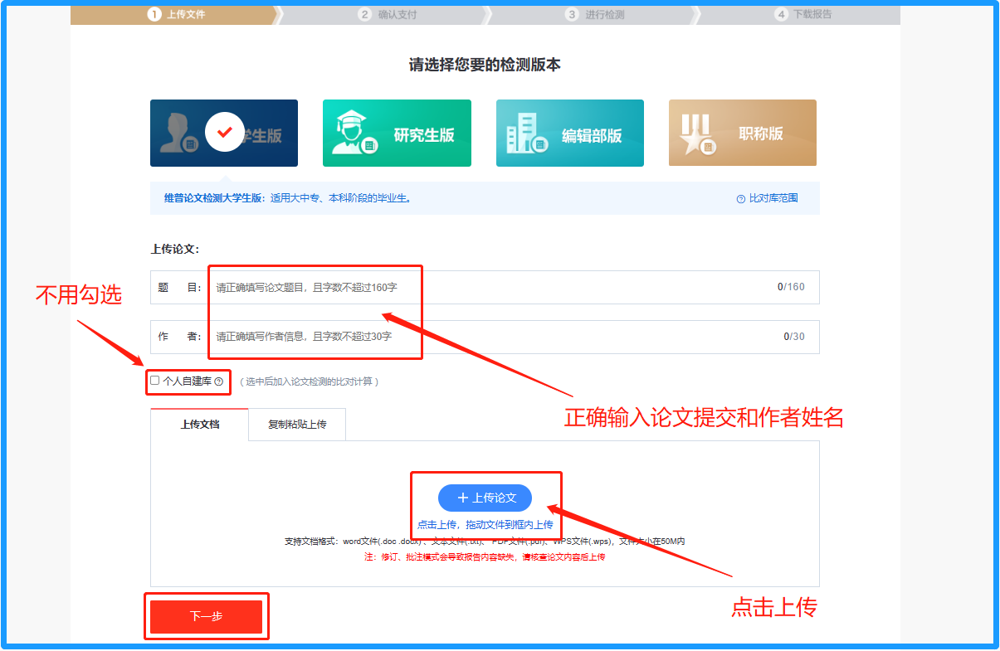 1 上传文件
2 确认支付
3 进行检测
4 下载报告
请选择您要的检测版本
学生版
研究生版
编辑部版
职称版
维普论文检测大学生版：适用大中专、本科阶段的毕业生。
? 比对库范围
上传论文：
题 目： 请正确填写论文题目，且字数不超过160字 0/160
不用勾选
作 者： 请正确填写作者信息，且字数不超过30字 0/30
个人自建库 ? （选中后加入论文检测的比对计算）
正确输入论文提交和作者姓名
上传文档 复制粘贴上传
+ 上传论文
点击上传，拖动文件到框内上传
支持文档格式：word文件(.doc .docx)、文本文件(.txt)、PDF文件(.pdf)、WPS文件(.wps)，文件大小在50M内
注：修订、批注模式会导致报告内容缺失，请核查论文内容后上传
点击上传
下一步